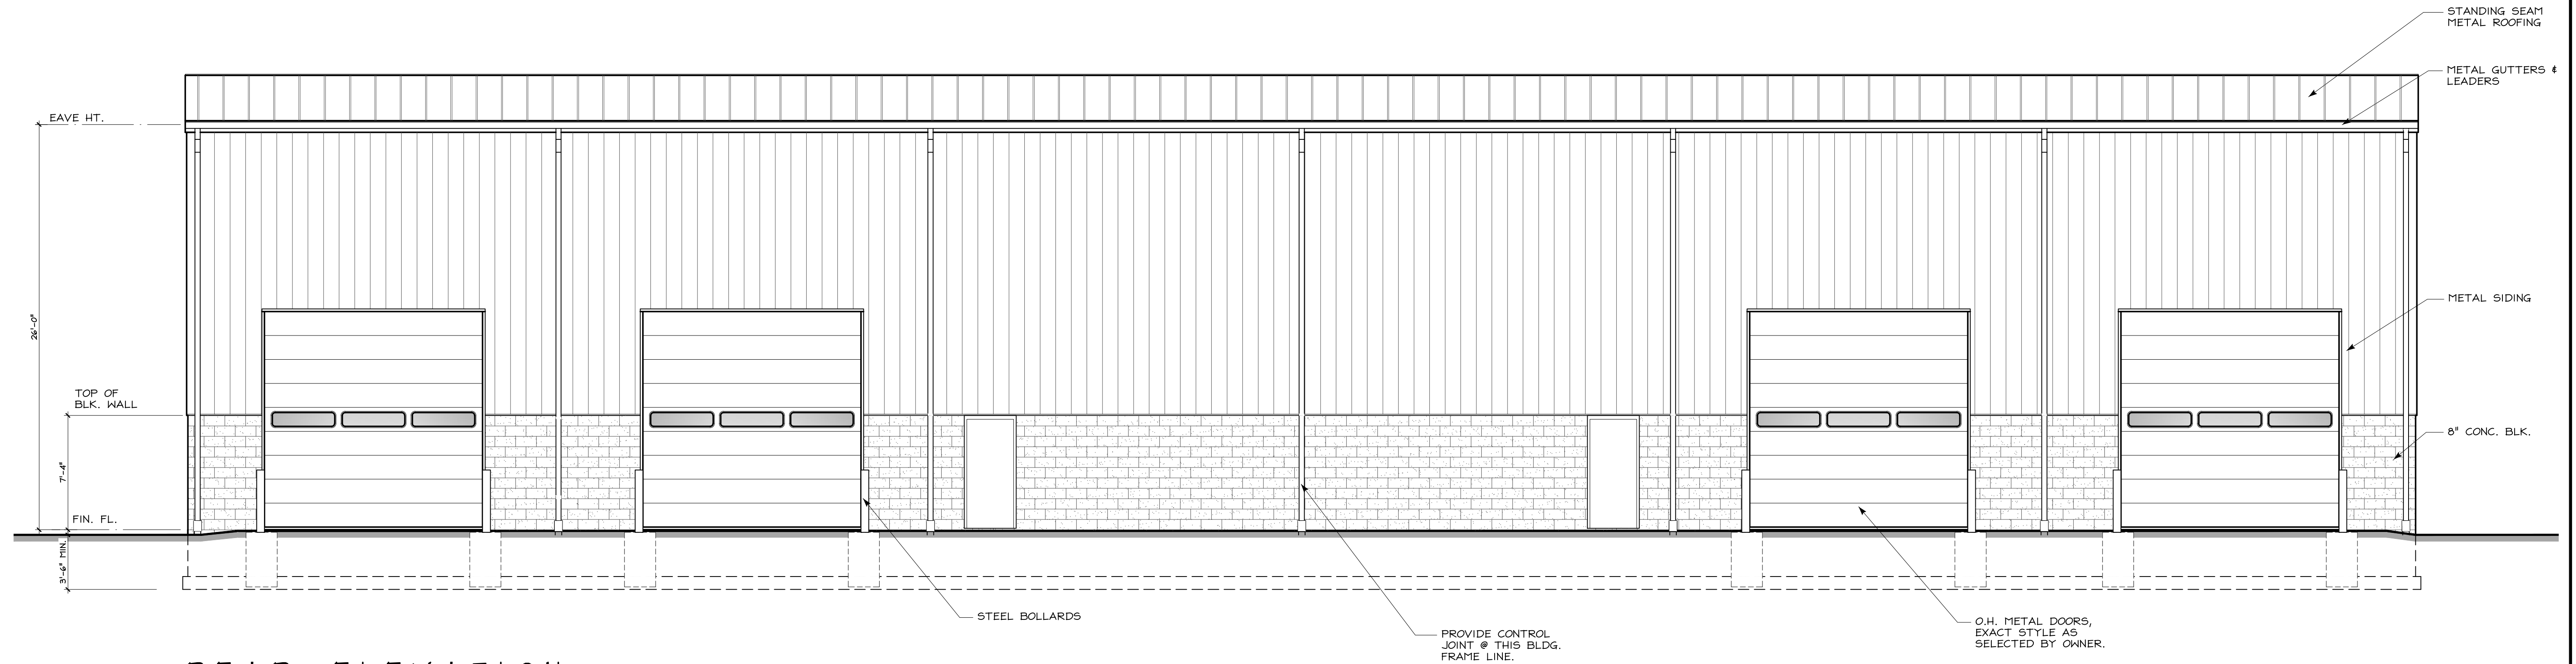 STANDING SEAM
METAL ROOFING
METAL GUTTERS &
LEADERS
EAVE HT.
26'-0"
METAL SIDING
TOP OF
BLK. WALL
7'-4"
8" CONC. BLK.
FIN. FL.
3'-6" MIN.
STEEL BOLLARDS
PROVIDE CONTROL
JOINT @ THIS BLDG.
FRAME LINE.
O.H. METAL DOORS,
EXACT STYLE AS
SELECTED BY OWNER.
REAR ELEVATION